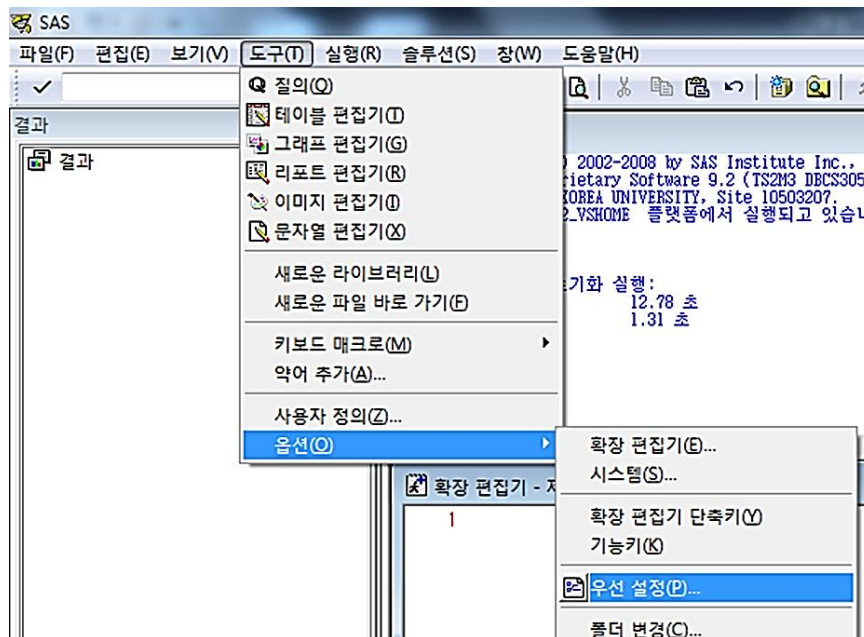 SAS
파일(F) 편집(E) 보기(V) 도구(T) 실행(R) 솔루션(S) 창(W) 도움말(H)
질의(Q)
테이블 편집기(T)
그래프 편집기(G)
리포트 편집기(R)
이미지 편집기(I)
문자열 편집기(X)
새로운 라이브러리(L)
새로운 파일 바로 가기(F)
키보드 매크로(M)
약어 추가(A)...
사용자 정의(Z)...
옵션(O)
확장 편집기(E)...
시스템(S)...
확장 편집기 단축키(Y)
기능키(K)
우선 설정(P)...
폴더 변경(C)...
결과
결과
2002-2008 by SAS Institute Inc.,
rietary Software 9.2 (TS2M3 DBCS305
KOREA UNIVERSITY, Site 10503207.
_VSHOME 플랫폼에서 실행되고 있습
기화 실행:
12.78 초
1.31 초
확장 편집기 -
1